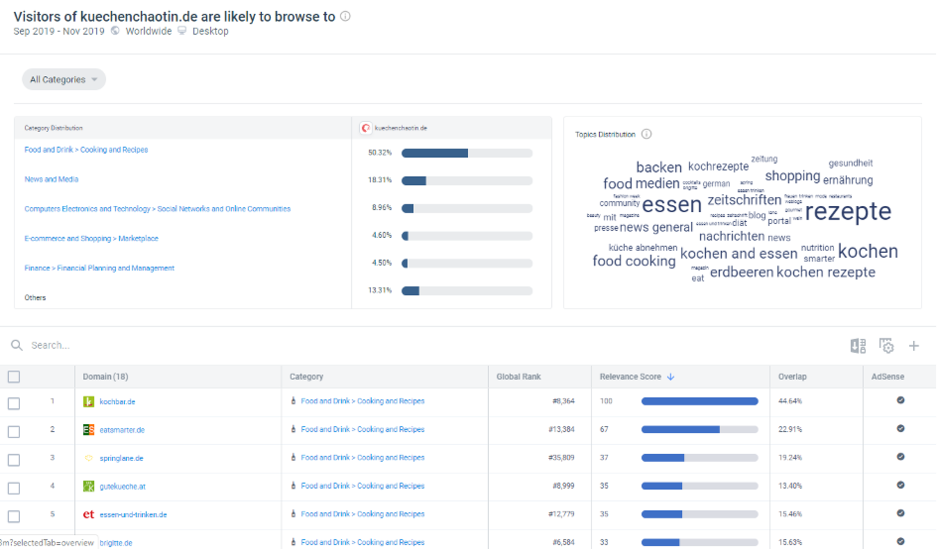 Visitors of kuechenchaotin.de are likely to browse to
Sep 2019 - Nov 2019 Worldwide Desktop
All Categories
Category Distribution
kuechenchaotin.de
Food and Drink > Cooking and Recipes
50.32%
News and Media
18.31%
Computers Electronics and Technology > Social Networks and Online Communities
8.96%
E-commerce and Shopping > Marketplace
4.60%
Finance > Financial Planning and Management
4.50%
Others
13.31%
Topics Distribution
backen kochrezepte zeitung gesundheit
food medien german shopping ernährung
community essen zeitschriften rezepte
beauty mit magazine blog portal
presse news general diät
nachrichten news
küche abnehmen kochen and essen nutrition kochen
food cooking smarter
magazin erdbeeren kochen rezepte
eat
Search...
Domain (18) Category Global Rank Relevance Score Overlap AdSense
1 kochbar.de Food and Drink > Cooking and Recipes #8,364 100 44.64%
2 eatsmarter.de Food and Drink > Cooking and Recipes #13,384 67 22.91%
3 springlane.de Food and Drink > Cooking and Recipes #35,809 37 19.24%
4 gutekueche.at Food and Drink > Cooking and Recipes #8,999 35 13.40%
5 et essen-und-trinken.de Food and Drink > Cooking and Recipes #12,779 35 15.46%
3m?selectedTab=overview brigitte.de Food and Drink > Cooking and Recipes #6,584 33 15.63%